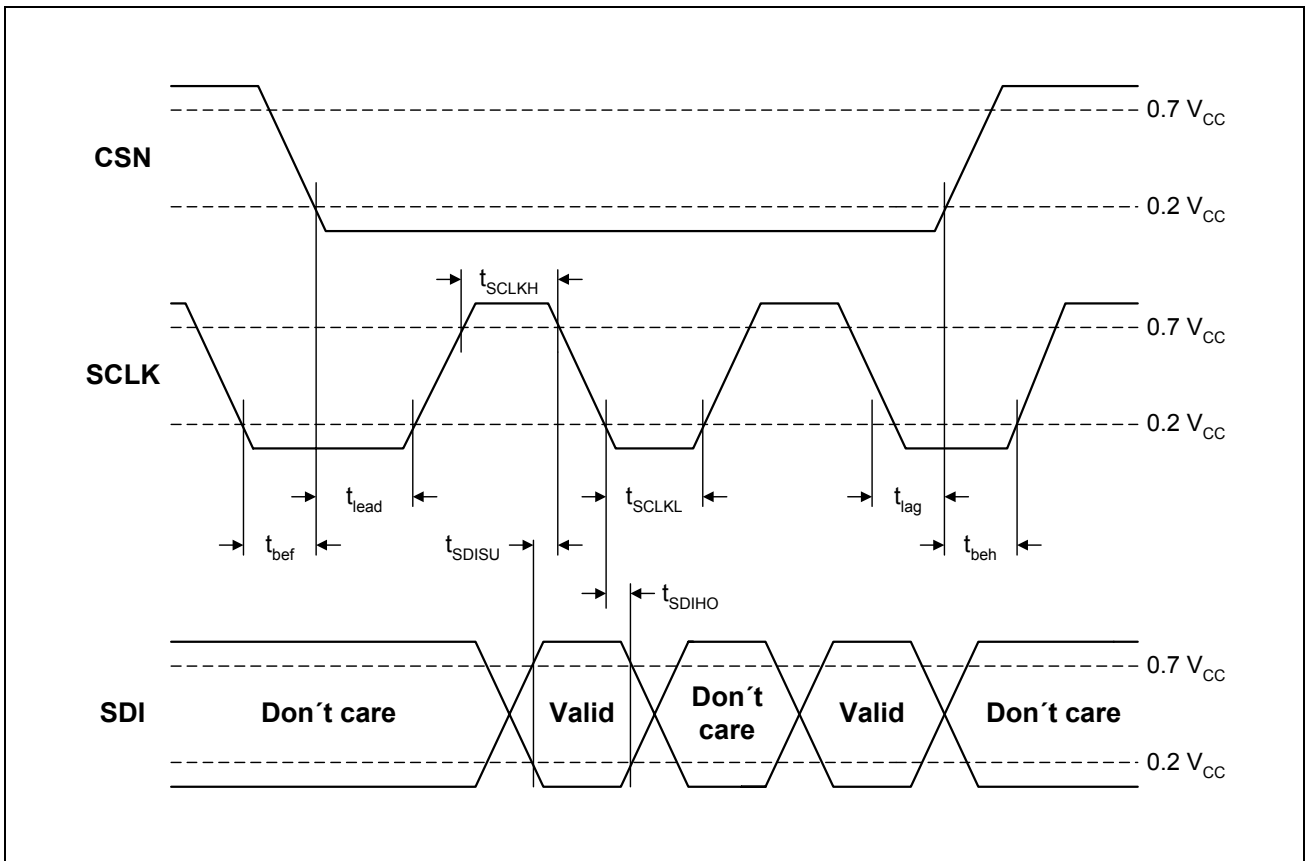 0.7 V_CC
CSN
0.2 V_CC
t_SCLKH
0.7 V_CC
SCLK
0.2 V_CC
t_lead
t_SCLKL
t_lag
t_bef
t_SDISU
t_beh
t_SDIHO
0.7 V_CC
SDI
Don´t care
Valid
Don´t
care
Valid
Don´t care
0.2 V_CC